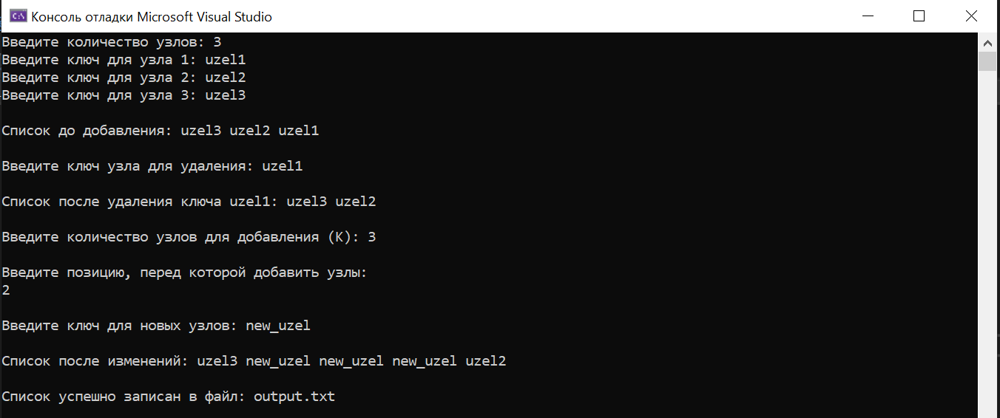 Консоль отладки Microsoft Visual Studio
Введите количество узлов: 3
Введите ключ для узла 1: uzel1
Введите ключ для узла 2: uzel2
Введите ключ для узла 3: uzel3
Список до добавления: uzel3 uzel2 uzel1
Введите ключ узла для удаления: uzel1
Список после удаления ключа uzel1: uzel3 uzel2
Введите количество узлов для добавления (К): 3
Введите позицию, перед которой добавить узлы:
2
Введите ключ для новых узлов: new_uzel
Список после изменений: uzel3 new_uzel new_uzel new_uzel uzel2
Список успешно записан в файл: output.txt